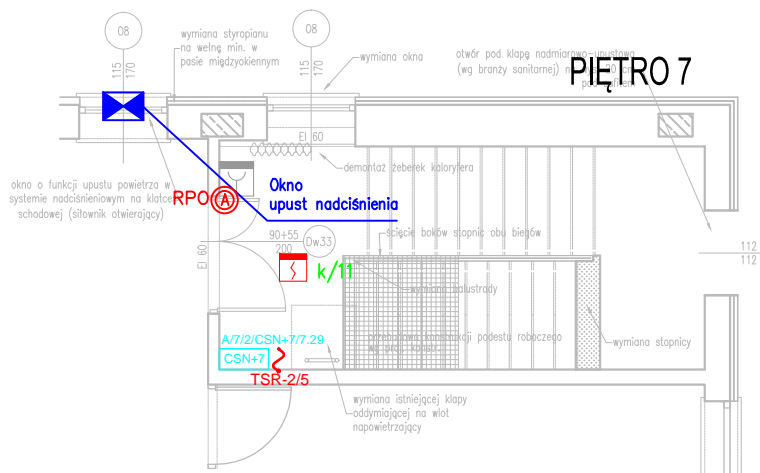 08
08
115
170
115
170
wymiana styropianu
na wełnę min. w
pasie międzyokiennym
wymiana okna
otwór pod klapę nadmiarowo-upustową
(wg branży sanitarnej)
PIĘTRO 7
EI 60
demontaż żeberek kaloryfera
okno o funkcji upustu powietrza w
systemie nadciśnieniowym na klatce
schodowej (siłownik otwierający)
RPO
A
Okno
upust nadciśnienia
90+55
200
Dw33
EI 60
ścięcie boków stopnic obu biegów
112
112
k/11
wymiana balustrady
A/7/2/CSN+7/7.29
CSN+7
TSR-2/5
podestu roboczego
wymiana stopnicy
wymiana istniejącej klapy
oddymiającej na wlot
napowietrzający